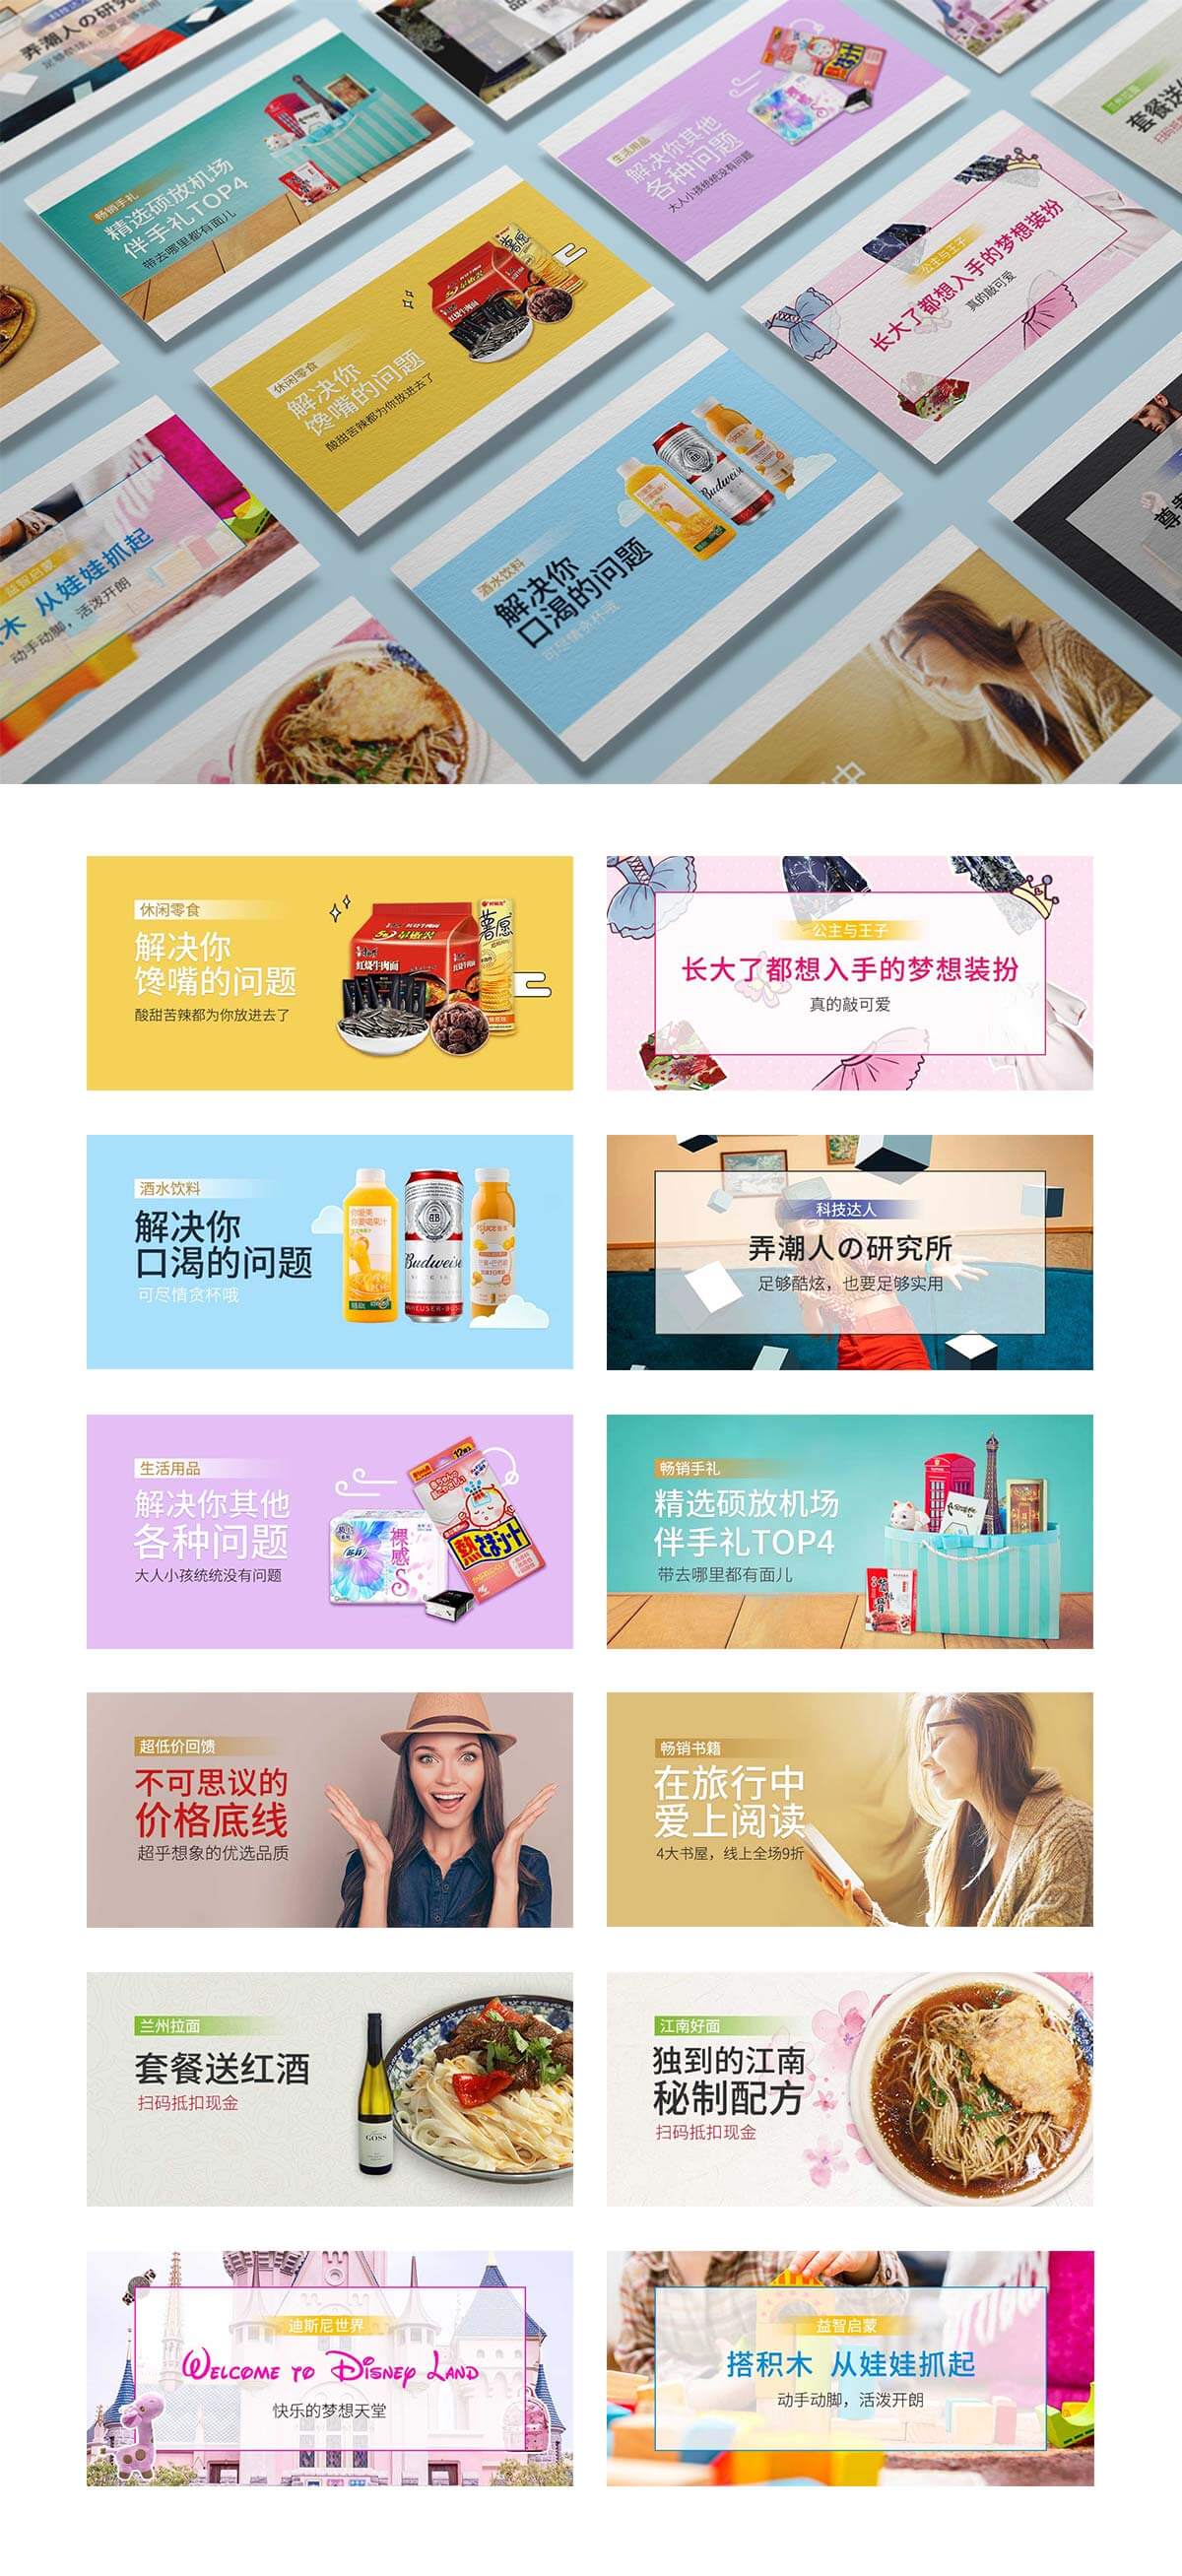 弄潮人の研究
畅销手礼
精选硕放机场
伴手礼TOP4
带去哪里都有面儿
生活用品
解决你其他
各种问题
大人小孩统统没有问题
公主与王子
长大了都想入手的梦想装扮
真的敲可爱
休闲零食
解决你
馋嘴的问题
酸甜苦辣都为你放进去了
酒水饮料
解决你
口渴的问题
可尽情贪杯哦
Budweis
益智启蒙
木 从娃娃抓起
动手动脚，活泼开朗
兰州拉面
套餐送
休闲零食
解决你
馋嘴的问题
酸甜苦辣都为你放进去了
红烧牛肉面
薯愿
公主与王子
长大了都想入手的梦想装扮
真的敲可爱
酒水饮料
解决你
口渴的问题
可尽情贪杯哦
Budweise
科技达人
弄潮人の研究所
足够酷炫，也要足够实用
生活用品
解决你其他
各种问题
大人小孩统统没有问题
裸感
S
熱さまシート
畅销手礼
精选硕放机场
伴手礼TOP4
带去哪里都有面儿
超低价回馈
不可思议的
价格底线
超乎想象的优选品质
畅销书籍
在旅行中
爱上阅读
4大书屋，线上全场9折
兰州拉面
套餐送红酒
扫码抵扣现金
GOSS
江南好面
独到的江南
秘制配方
扫码抵扣现金
迪斯尼世界
WELCOME TO DISNEY LAND
快乐的梦想天堂
益智启蒙
搭积木 从娃娃抓起
动手动脚，活泼开朗